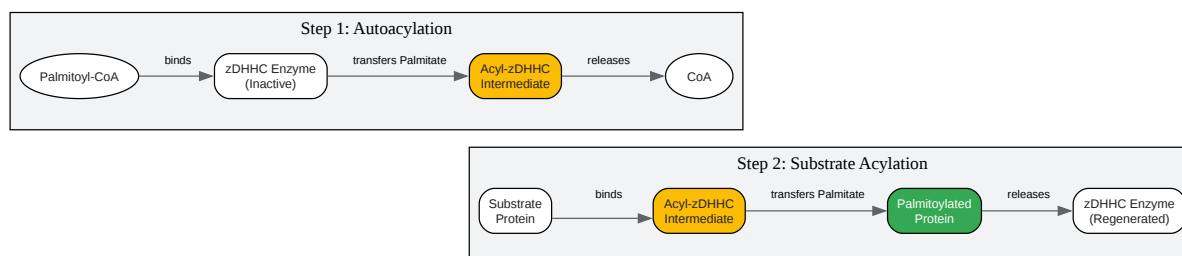 Step 1: Autoacylation
Palmitoyl-CoA
binds
zDHHC Enzyme
(Inactive)
transfers Palmitate
Acyl-zDHHC
Intermediate
releases
CoA
Step 2: Substrate Acylation
Substrate
Protein
binds
Acyl-zDHHC
Intermediate
transfers Palmitate
Palmitoylated
Protein
releases
zDHHC Enzyme
(Regenerated)